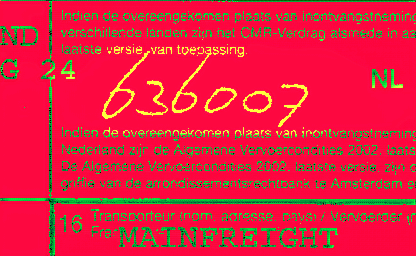 Indien de overeengekomen plaats van inontvangstneming
ND verschillende landen zijn het CMR-Verdrag alsmede in
laatste versie, van toepassing.
G 24
636007
NL
Indien de overeengekomen plaats van inontvangstneming
Nederland zijn de Algemene Vervoercondities 2002, laats
De Algemene Vervoercondities 2002, laatste versie, zijn
griffie van de arrondissementsrechtbank te Amsterdam e
16 Transporteur (nom, adresse, pays) / Vervoerder
MAINFREIGHT